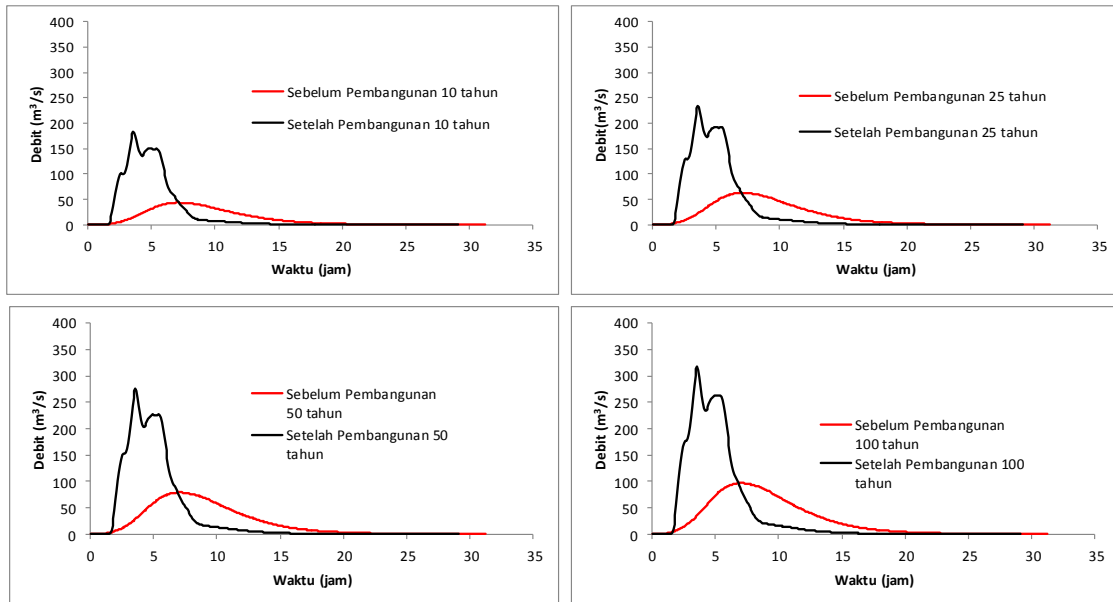 400
350
300
250
200
150
100
50
0
Debit (m³/s)
Sebelum Pembangunan 10 tahun
Setelah Pembangunan 10 tahun
0 5 10 15 20 25 30 35
Waktu (jam)
400
350
300
250
200
150
100
50
0
Debit(m³/s)
Sebelum Pembangunan 25 tahun
Setelah Pembangunan 25 tahun
0 5 10 15 20 25 30 35
Waktu (jam)
400
350
300
250
200
150
100
50
0
Debit (m³/s)
Sebelum Pembangunan
50 tahun
Setelah Pembangunan 50
tahun
0 5 10 15 20 25 30 35
Waktu (jam)
400
350
300
250
200
150
100
50
0
Debit (m³/s)
Sebelum Pembangunan
100 tahun
Setelah Pembangunan 100
tahun
0 5 10 15 20 25 30 35
Waktu (jam)